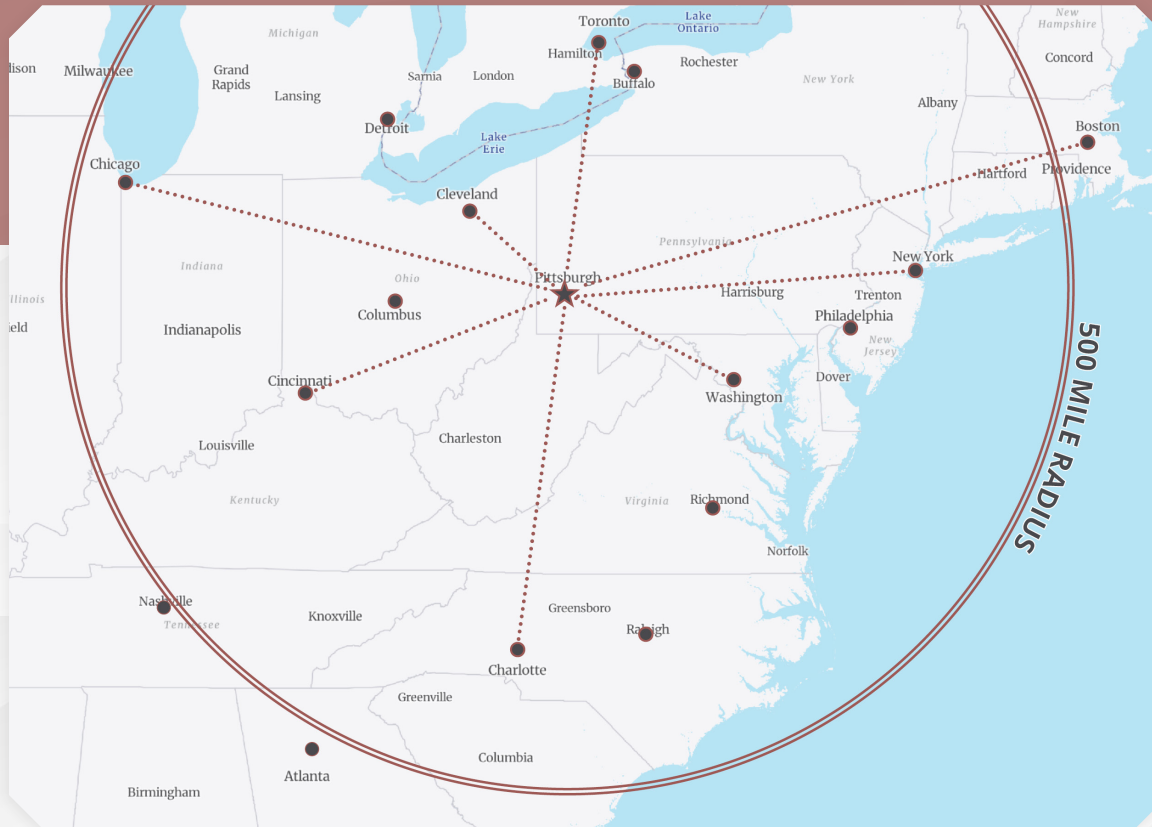 Toronto
Lake
Ontario
New
Hampshire
Michigan
Hamilton
Concord
dison
Milwaukee
Grand
Rapids
Sarnia
London
Rochester
New York
Buffalo
Lansing
Albany
Detroit
Boston
Lake
Erie
Chicago
Hartford
Providence
Cleveland
Pennsylvania
New York
Indiana
Ohio
Pittsburgh
Harrisburg
Trenton
Illinois
Columbus
Philadelphia
ield
Indianapolis
New
Jersey
500 MILE RADIUS
Cincinnati
Dover
Washington
Louisville
Charleston
Kentucky
Virginia
Richmond
Norfolk
Nashville
Tennessee
Knoxville
Greensboro
Raleigh
Charlotte
Greenville
Columbia
Atlanta
Birmingham